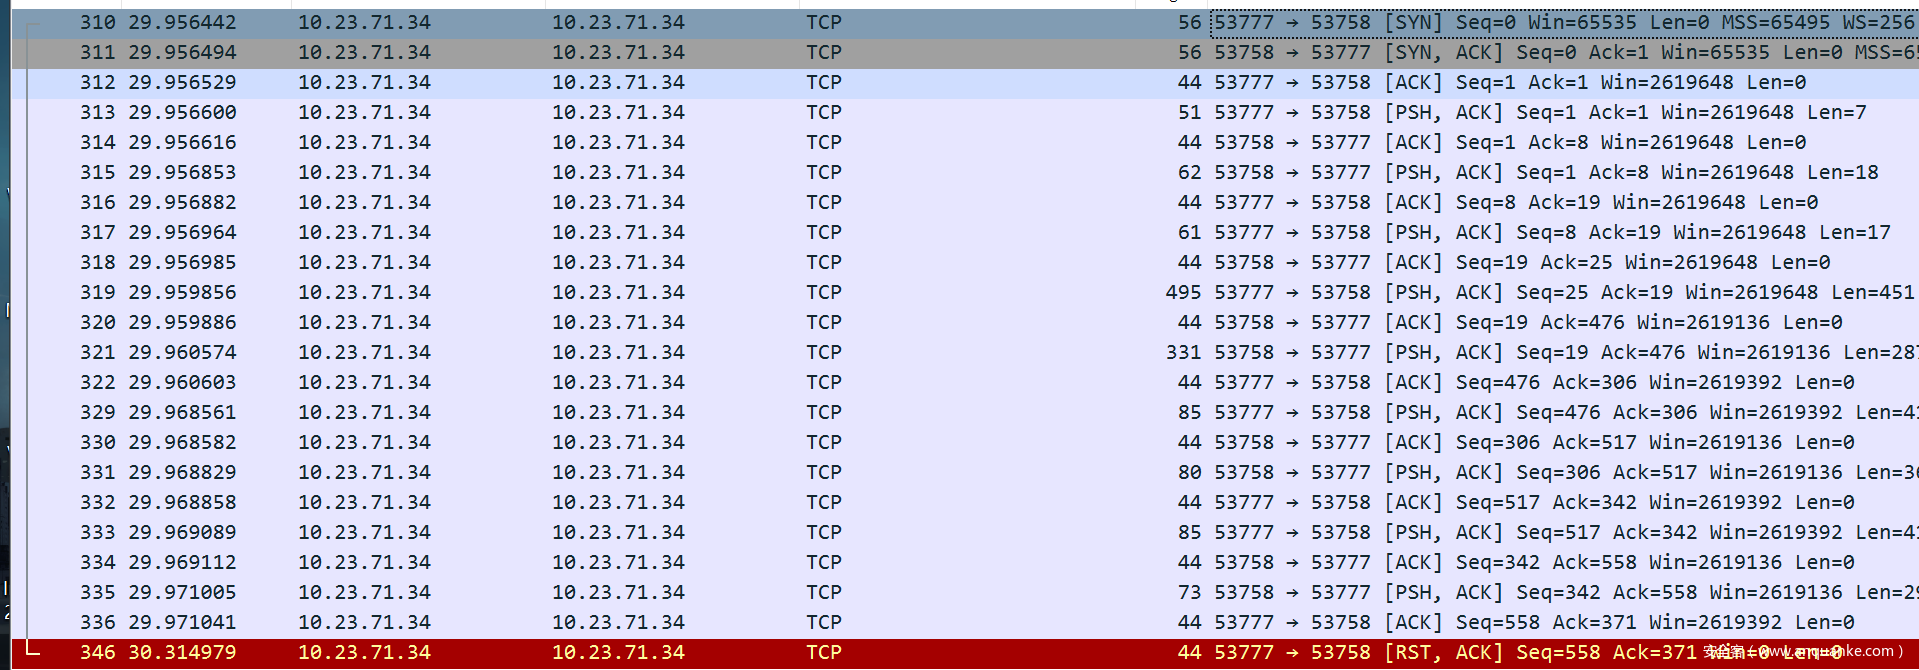 310 29.956442 10.23.71.34 10.23.71.34 TCP 56 53777 → 53758 [SYN] Seq=0 Win=65535 Len=0 MSS=65495 WS=256
311 29.956494 10.23.71.34 10.23.71.34 TCP 56 53758 → 53777 [SYN, ACK] Seq=0 Ack=1 Win=65535 Len=0 MSS=65
312 29.956529 10.23.71.34 10.23.71.34 TCP 44 53777 → 53758 [ACK] Seq=1 Ack=1 Win=2619648 Len=0
313 29.956600 10.23.71.34 10.23.71.34 TCP 51 53777 → 53758 [PSH, ACK] Seq=1 Ack=1 Win=2619648 Len=7
314 29.956616 10.23.71.34 10.23.71.34 TCP 44 53758 → 53777 [ACK] Seq=1 Ack=8 Win=2619648 Len=0
315 29.956853 10.23.71.34 10.23.71.34 TCP 62 53758 → 53777 [PSH, ACK] Seq=1 Ack=8 Win=2619648 Len=18
316 29.956882 10.23.71.34 10.23.71.34 TCP 44 53777 → 53758 [ACK] Seq=8 Ack=19 Win=2619648 Len=0
317 29.956964 10.23.71.34 10.23.71.34 TCP 61 53777 → 53758 [PSH, ACK] Seq=8 Ack=19 Win=2619648 Len=17
318 29.956985 10.23.71.34 10.23.71.34 TCP 44 53758 → 53777 [ACK] Seq=19 Ack=25 Win=2619648 Len=0
319 29.959856 10.23.71.34 10.23.71.34 TCP 495 53777 → 53758 [PSH, ACK] Seq=25 Ack=19 Win=2619648 Len=451
320 29.959886 10.23.71.34 10.23.71.34 TCP 44 53758 → 53777 [ACK] Seq=19 Ack=476 Win=2619136 Len=0
321 29.960574 10.23.71.34 10.23.71.34 TCP 331 53758 → 53777 [PSH, ACK] Seq=19 Ack=476 Win=2619136 Len=287
322 29.960603 10.23.71.34 10.23.71.34 TCP 44 53777 → 53758 [ACK] Seq=476 Ack=306 Win=2619392 Len=0
329 29.968561 10.23.71.34 10.23.71.34 TCP 85 53777 → 53758 [PSH, ACK] Seq=476 Ack=306 Win=2619392 Len=41
330 29.968582 10.23.71.34 10.23.71.34 TCP 44 53758 → 53777 [ACK] Seq=306 Ack=517 Win=2619136 Len=0
331 29.968829 10.23.71.34 10.23.71.34 TCP 80 53758 → 53777 [PSH, ACK] Seq=306 Ack=517 Win=2619136 Len=36
332 29.968858 10.23.71.34 10.23.71.34 TCP 44 53777 → 53758 [ACK] Seq=517 Ack=342 Win=2619392 Len=0
333 29.969089 10.23.71.34 10.23.71.34 TCP 85 53777 → 53758 [PSH, ACK] Seq=517 Ack=342 Win=2619392 Len=41
334 29.969112 10.23.71.34 10.23.71.34 TCP 44 53758 → 53777 [ACK] Seq=342 Ack=558 Win=2619136 Len=0
335 29.971005 10.23.71.34 10.23.71.34 TCP 73 53758 → 53777 [PSH, ACK] Seq=342 Ack=558 Win=2619136 Len=29
336 29.971041 10.23.71.34 10.23.71.34 TCP 44 53777 → 53758 [ACK] Seq=558 Ack=371 Win=2619392 Len=0
346 30.314979 10.23.71.34 10.23.71.34 TCP 44 53777 → 53758 [RST, ACK] Seq=558 Ack=371 Win=0 Len=0
安全客 ( www.anquanke.com )